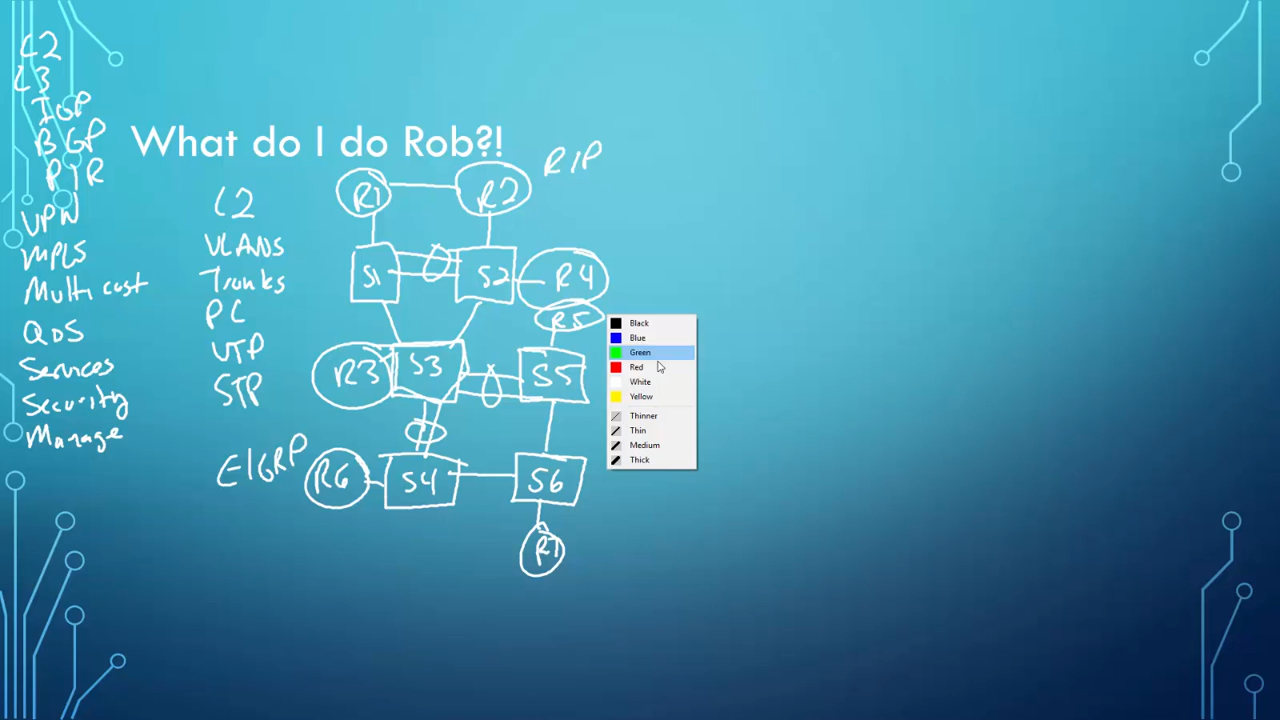 L2
L3
IGP
BGP
PIR
VPN
MPLS
Multicast
QOS
Services
Security
Manage
What do I do Rob?!
L2
VLANS
Trunks
PC
VTP
STP
EIGRP
RIP
R1
R2
S1
S2
R4
R5
R3
S3
S5
R6
S4
S6
R7
Black
Blue
Green
Red
White
Yellow
Thinner
Thin
Medium
Thick